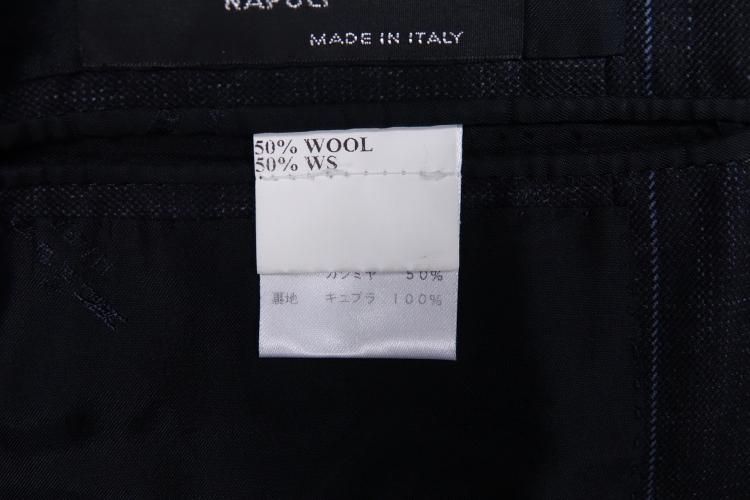 NAPOLI
MADE IN ITALY
50% WOOL
50% WS
カシミヤ 50%
裏地 キュプラ 100%